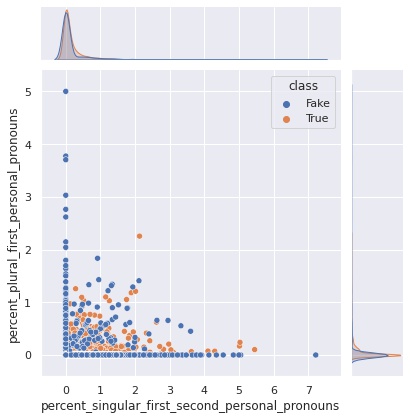 class
Fake
True
5
4
3
2
1
0
percent_plural_first_personal_pronouns
0 1 2 3 4 5 6 7
percent_singular_first_second_personal_pronouns